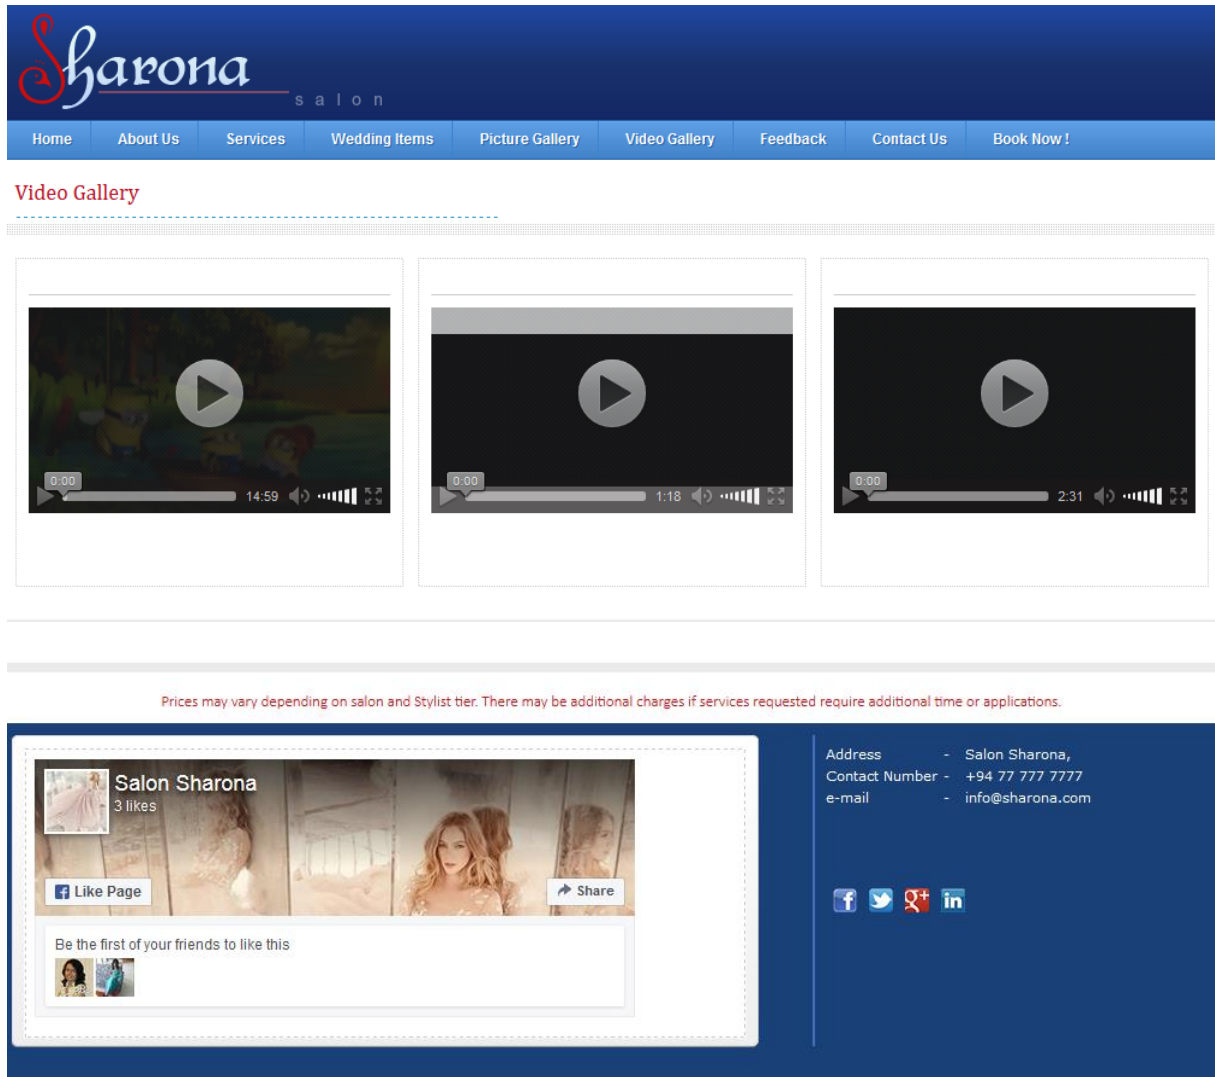 Sharona
salon
Home About Us Services Wedding Items Picture Gallery Video Gallery Feedback Contact Us Book Now !
Video Gallery
0:00 14:59
0:00 1:18
0:00 2:31
Prices may vary depending on salon and Stylist tier. There may be additional charges if services requested require additional time or applications.
Salon Sharona
3 likes
Like Page
Share
Be the first of your friends to like this
Address - Salon Sharona,
Contact Number - +94 77 777 7777
e-mail - info@sharona.com